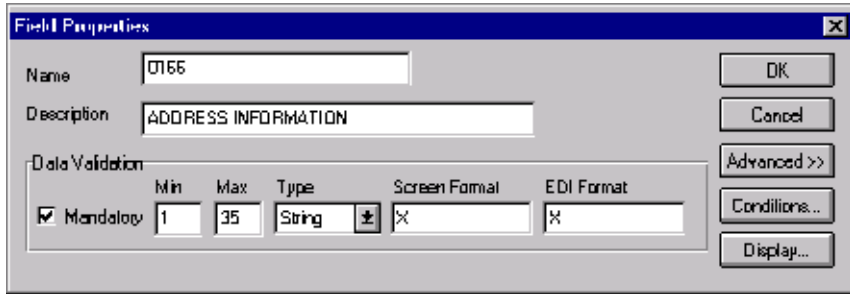 Field Properties
Name 0166 OK
Description ADDRESS INFORMATION Cancel
Data Validation Advanced >>
Min Max Type Screen Format EDI Format
Mandatory 1 35 String X X Conditions...
Display...